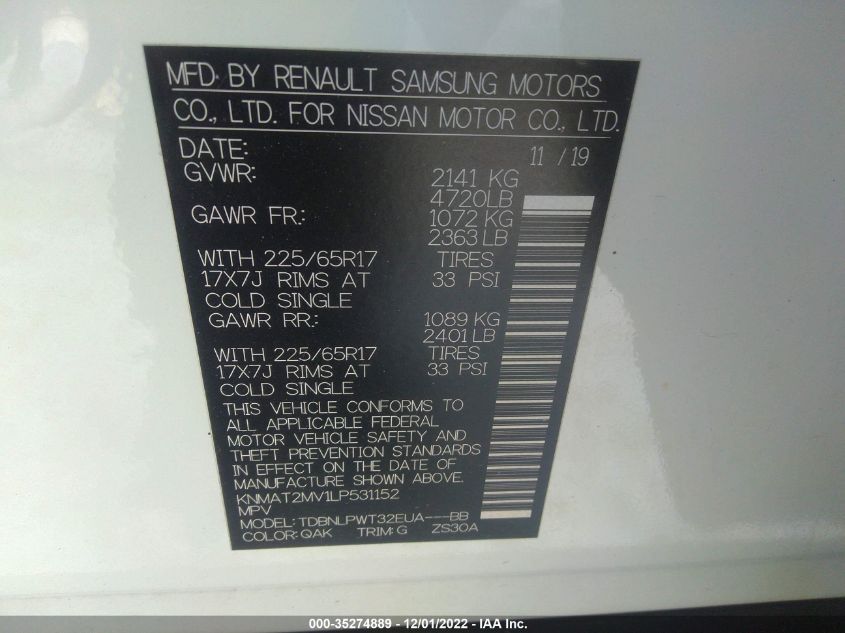 MFD. BY RENAULT SAMSUNG MOTORS
CO., LTD. FOR NISSAN MOTOR CO., LTD.
DATE: 11 / 19
GVWR: 2141 KG
4720LB
GAWR FR.: 1072 KG
2363 LB
WITH 225/65R17 TIRES
17X7J RIMS AT 33 PSI
COLD SINGLE
GAWR RR.: 1089 KG
2401 LB
WITH 225/65R17 TIRES
17X7J RIMS AT 33 PSI
COLD SINGLE
THIS VEHICLE CONFORMS TO
ALL APPLICABLE FEDERAL
MOTOR VEHICLE SAFETY AND
THEFT PREVENTION STANDARDS
IN EFFECT ON THE DATE OF
MANUFACTURE SHOWN ABOVE.
KNMAT2MV1LP531152
MPV
MODEL: TDBNLPWT32EUA---BB
COLOR: QAK TRIM: G ZS30A
000-35274889 - 12/01/2022 - IAA Inc.